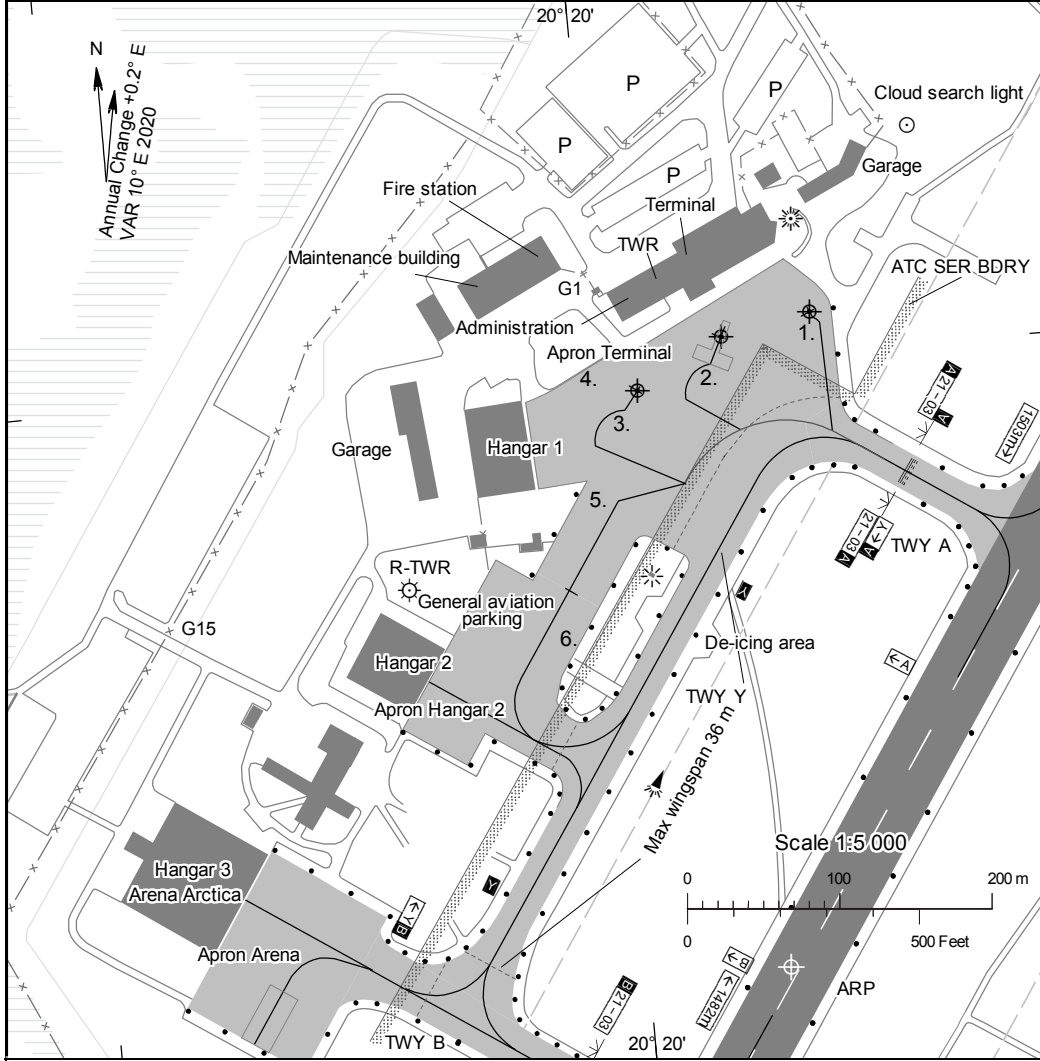 20° 20'
N
Annual Change +0.2° E
VAR 10° E 2020
P
P
P
P
Cloud search light
Garage
Fire station
Terminal
TWR
Maintenance building
G1
ATC SER BDRY
Administration
Apron Terminal
1.
2.
3.
4.
A 21-03 A
1503m→
Garage
Hangar 1
5.
Y→A
21-03 A
TWY A
R-TWR
General aviation
parking
Y
G15
6.
De-icing area
Hangar 2
←A
Apron Hangar 2
TWY Y
Max wingspan 36 m
Scale 1:5 000
0 100 200 m
0 500 Feet
Hangar 3
Arena Arctica
Y
←Y B
Apron Arena
B→
←1482m
ARP
B 21-03
TWY B
20° 20'